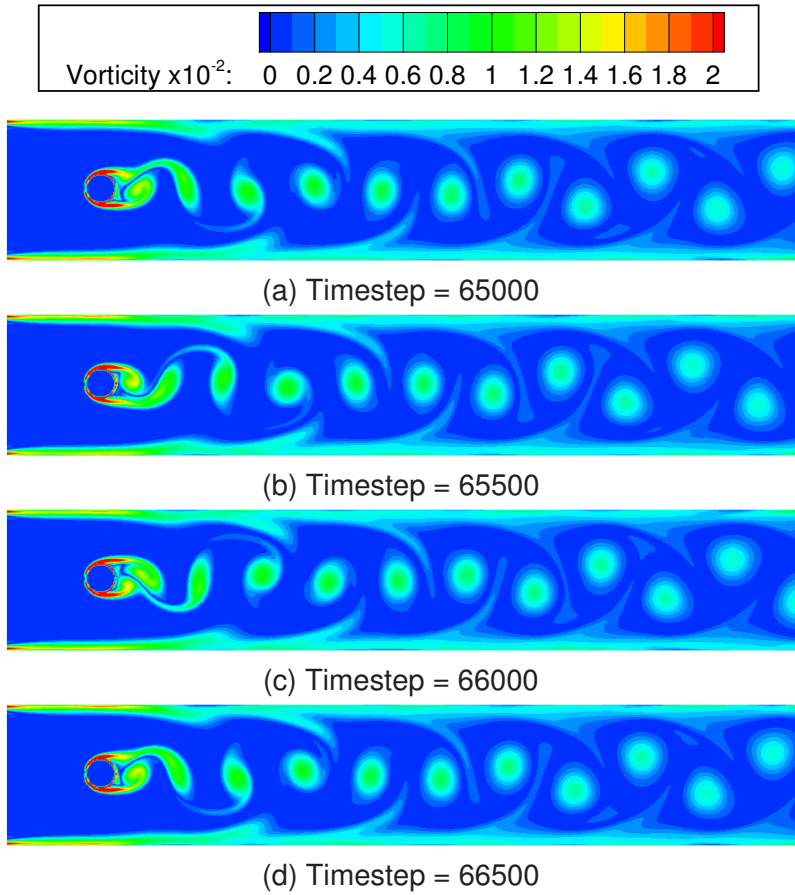 Vorticity x10⁻²: 0 0.2 0.4 0.6 0.8 1 1.2 1.4 1.6 1.8 2
(a) Timestep = 65000
(b) Timestep = 65500
(c) Timestep = 66000
(d) Timestep = 66500